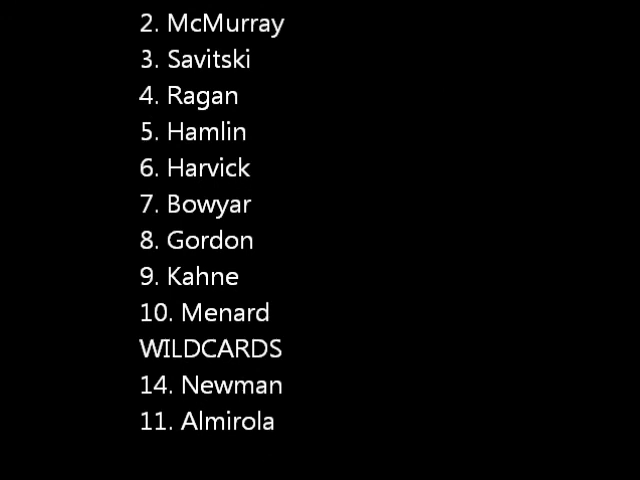 2. McMurray
3. Savitski
4. Ragan
5. Hamlin
6. Harvick
7. Bowyar
8. Gordon
9. Kahne
10. Menard
WILDCARDS
14. Newman
11. Almirola